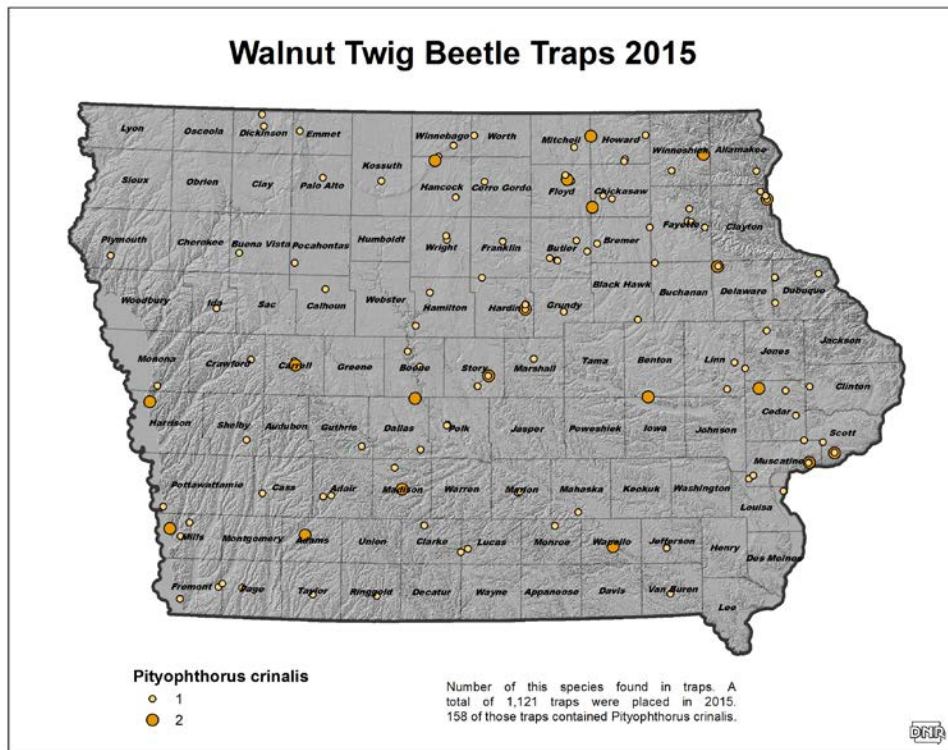 Walnut Twig Beetle Traps 2015
Lyon Osceola Dickinson Emmet Winnebago Worth Mitchell Howard Winneshiek Allamakee
Kossuth
Sioux Obrien Clay Palo Alto Hancock Cerro Gordo Floyd Chickasaw
Plymouth Cherokee Buena Vista Pocahontas Humboldt Wright Franklin Butler Bremer Fayette Clayton
Woodbury Ida Sac Calhoun Webster Hamilton Hardin Grundy Black Hawk Buchanan Delaware Dubuque
Monona Crawford Carroll Greene Boone Story Marshall Tama Benton Linn Jones Jackson
Harrison Shelby Audubon Guthrie Dallas Polk Jasper Poweshiek Iowa Johnson Cedar Clinton
Scott
Pottawattamie Cass Adair Madison Warren Marion Mahaska Keokuk Washington Muscatine
Louisa
Mills Montgomery Adams Union Clarke Lucas Monroe Wapello Jefferson Henry Des Moines
Fremont Page Taylor Ringgold Decatur Wayne Appanoose Davis Van Buren Lee
Pityophthorus crinalis
1
2
Number of this species found in traps. A
total of 1,121 traps were placed in 2015.
158 of those traps contained Pityophthorus crinalis.
DNR